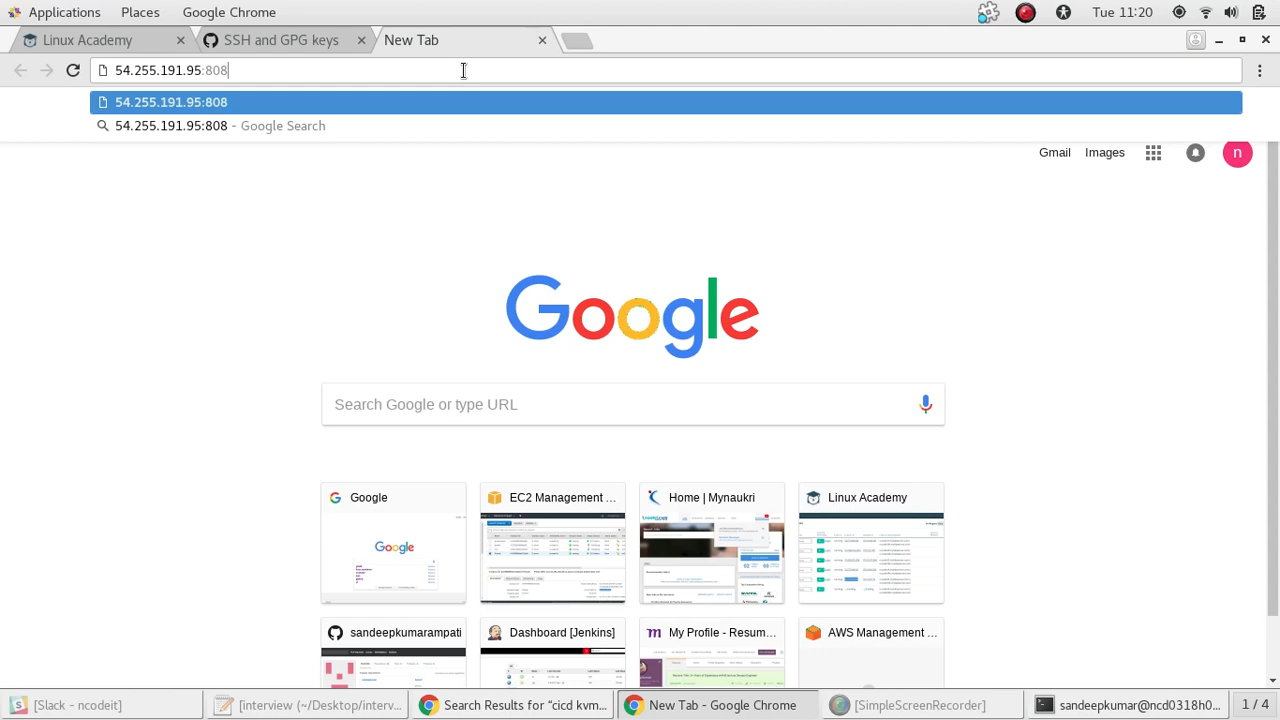 Applications Places Google Chrome Tue 11:20
Linux Academy SSH and GPG keys New Tab
54.255.191.95:808
54.255.191.95:808
54.255.191.95:808 - Google Search
Gmail Images n
Google
Search Google or type URL
Google EC2 Management ... Home | Mynaukri Linux Academy
sandeepkumarampati Dashboard [Jenkins] My Profile - Resum... AWS Management ...
[Slack - ncodeit] [Interview (~/Desktop/interv... Search Results for "cicd kvm... New Tab - Google Chrome [SimpleScreenRecorder] sandeepkumar@ncd0318h0... 1 / 4